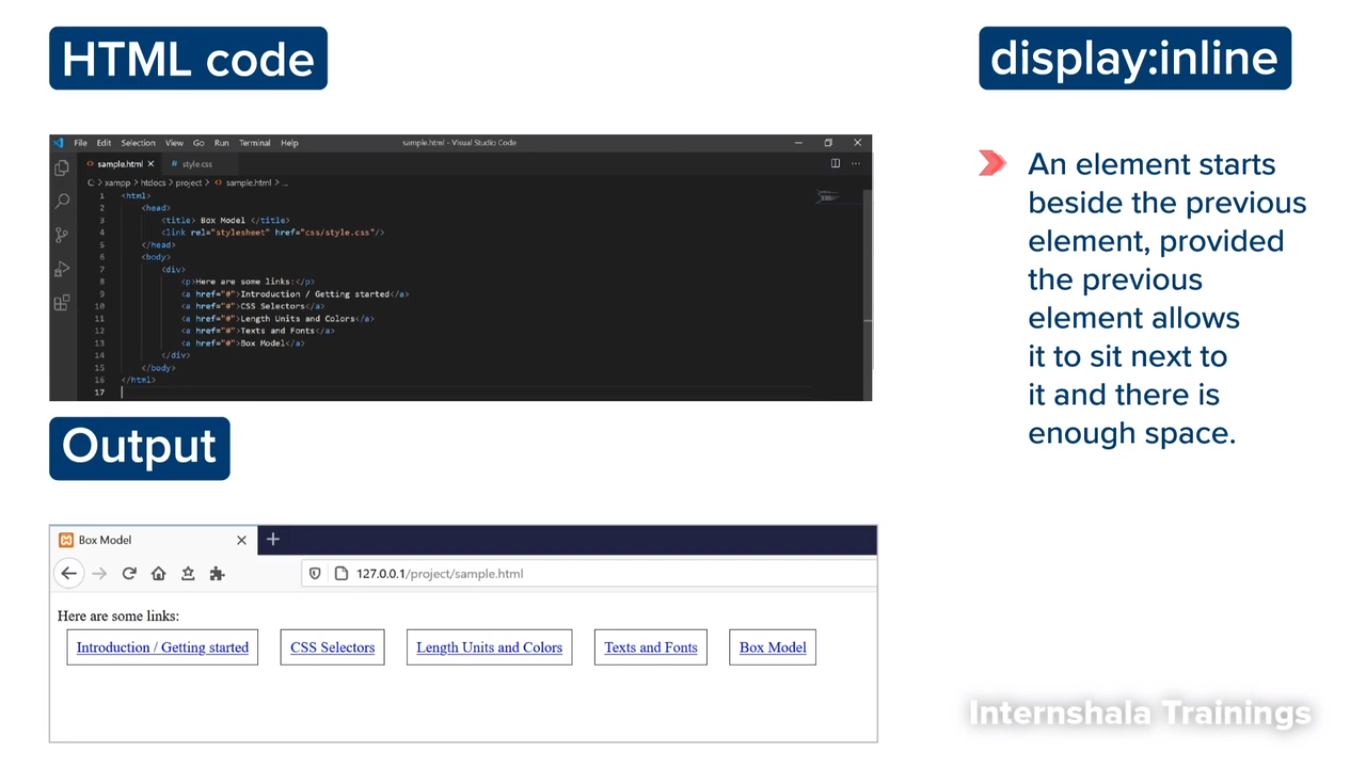 HTML code
File Edit Selection View Go Run Terminal Help sample.html - Visual Studio Code
sample.html style.css
C: > xampp > htdocs > project > sample.html > ...
1 <html>
2 <head>
3 <title> Box Model </title>
4 <link rel="stylesheet" href="css/style.css"/>
5 </head>
6 <body>
7 <div>
8 <p>Here are some links:</p>
9 <a href="#">Introduction / Getting started</a>
10 <a href="#">CSS Selectors</a>
11 <a href="#">Length Units and Colors</a>
12 <a href="#">Texts and Fonts</a>
13 <a href="#">Box Model</a>
14 </div>
15 </body>
16 </html>
17
Output
Box Model
127.0.0.1/project/sample.html
Here are some links:
Introduction / Getting started CSS Selectors Length Units and Colors Texts and Fonts Box Model
display:inline
An element starts
beside the previous
element, provided
the previous
element allows
it to sit next to
it and there is
enough space.
Internshala Trainings